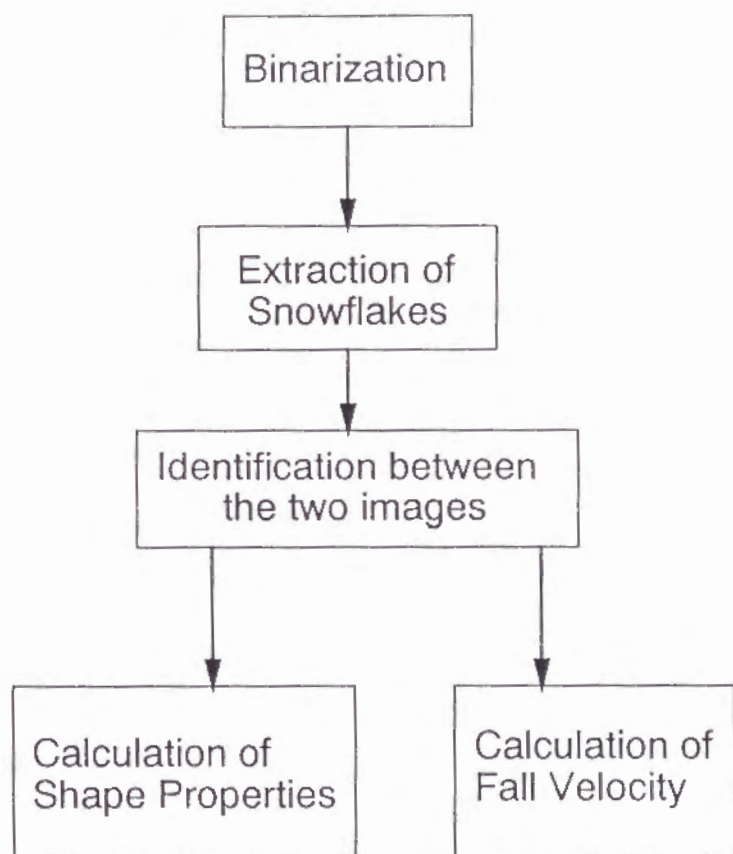 Binarization
Extraction of
Snowflakes
Identification between
the two images
Calculation of
Shape Properties
Calculation of
Fall Velocity